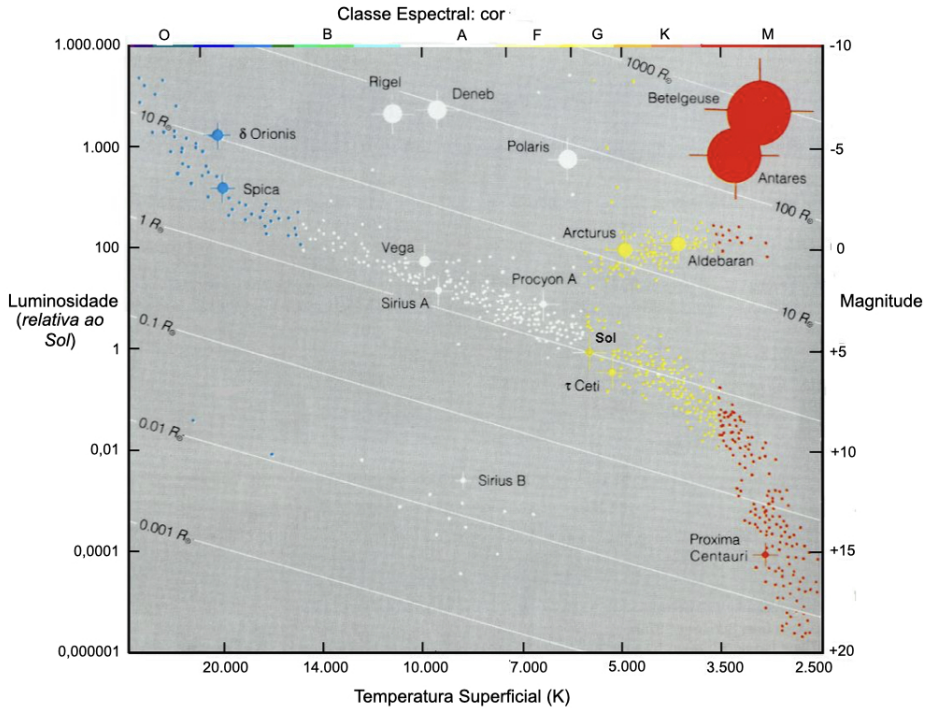 Classe Espectral: cor
O B A F G K M
1.000.000
1.000
100
1
0,01
0,0001
0,000001
-10
-5
0
+5
+10
+15
+20
Luminosidade
(relativa ao
Sol)
Magnitude
1000 R⊙
100 R⊙
10 R⊙
10 R⊙
1 R⊙
0.1 R⊙
0.01 R⊙
0.001 R⊙
Rigel
Deneb
Betelgeuse
δ Orionis
Polaris
Antares
Spica
Arcturus
Vega
Aldebaran
Procyon A
Sirius A
Sol
τ Ceti
Sirius B
Proxima
Centauri
20.000 14.000 10.000 7.000 5.000 3.500 2.500
Temperatura Superficial (K)